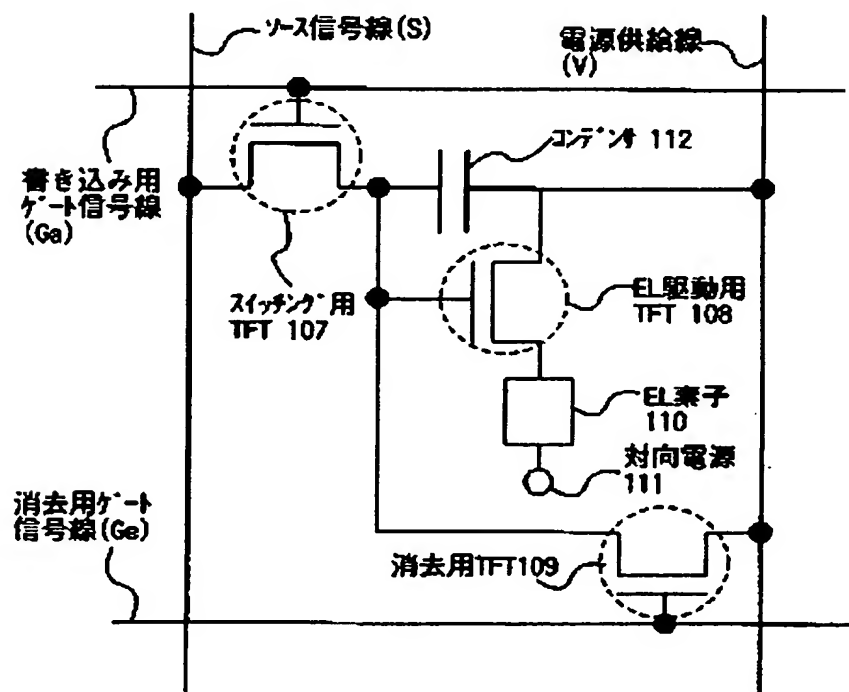 ソース信号線(S)
電源供給線
(V)
コンデンサ 112
書き込み用
ゲート信号線
(Ga)
スイッチング用
TFT 107
EL駆動用
TFT 108
EL素子
110
対向電源
111
消去用ゲート
信号線(Ge)
消去用TFT109